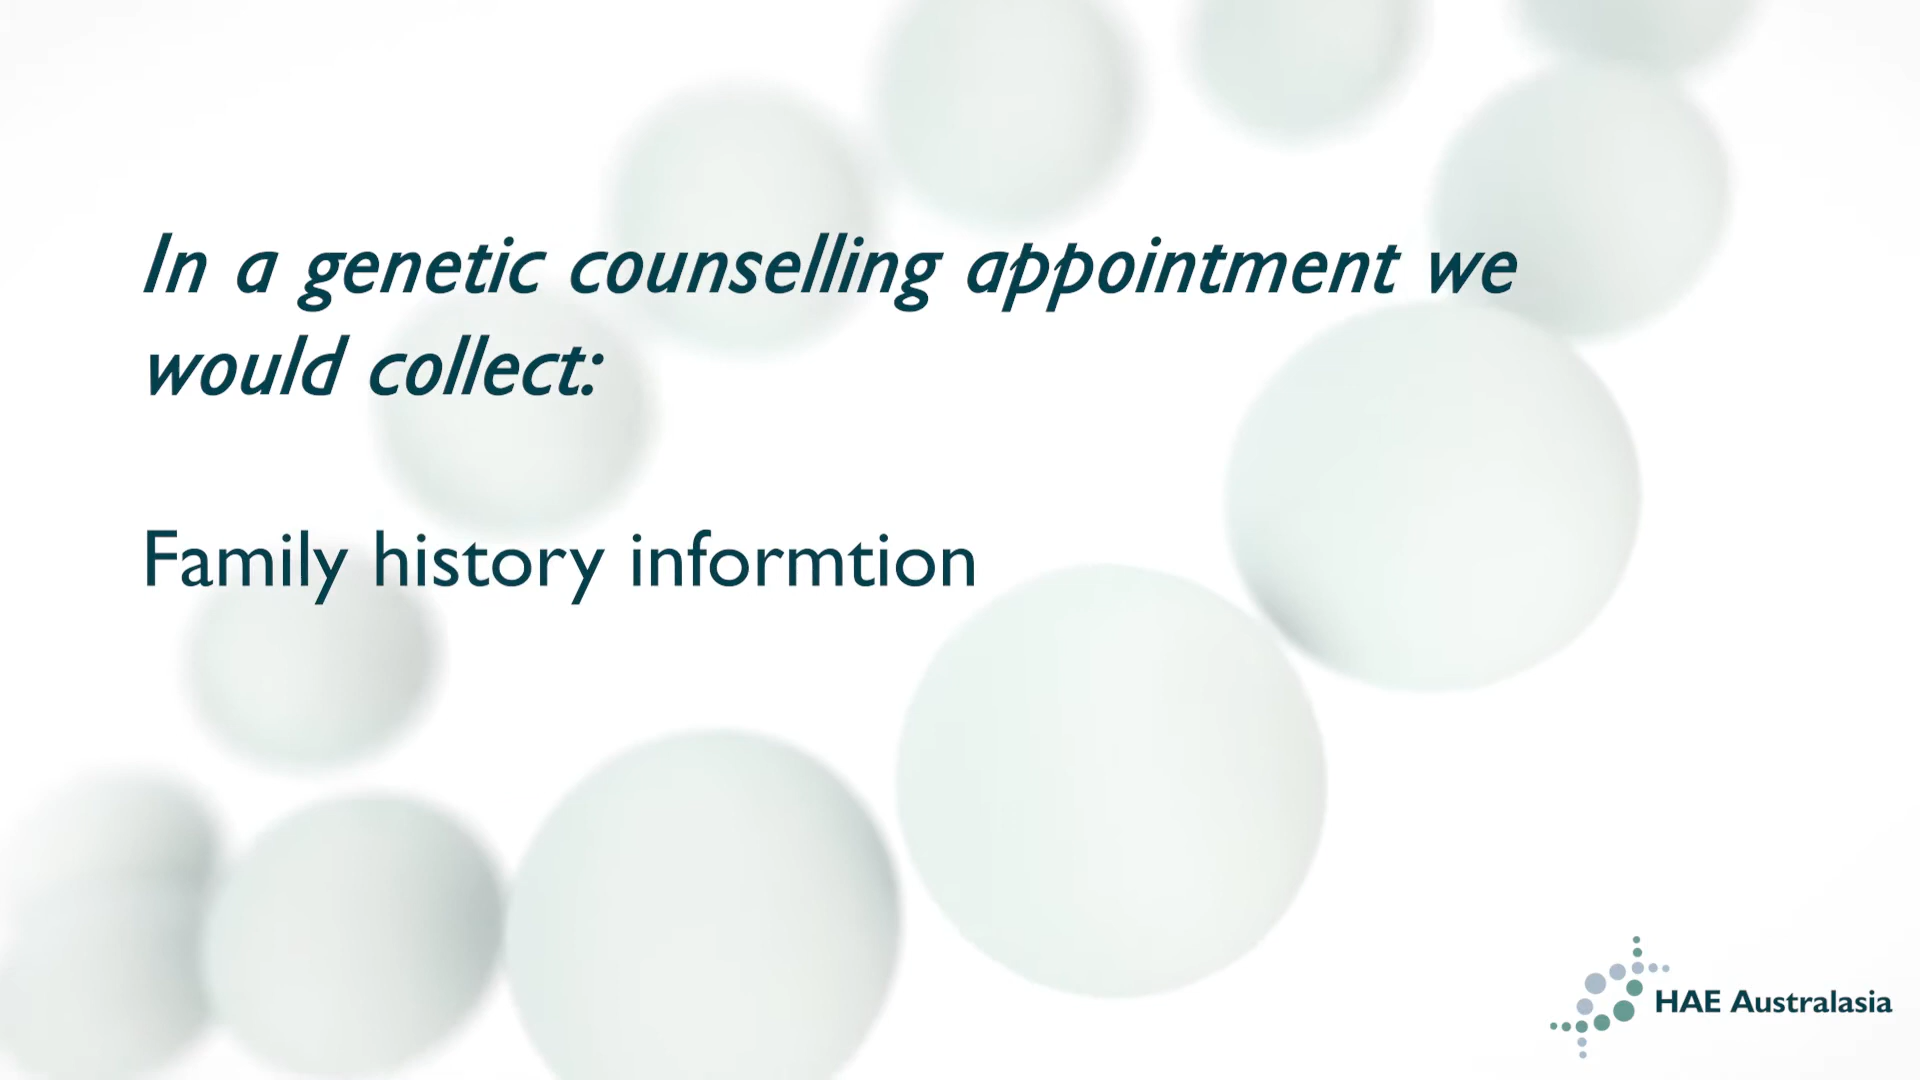 In a genetic counselling appointment we
would collect:
Family history informtion
HAE Australasia